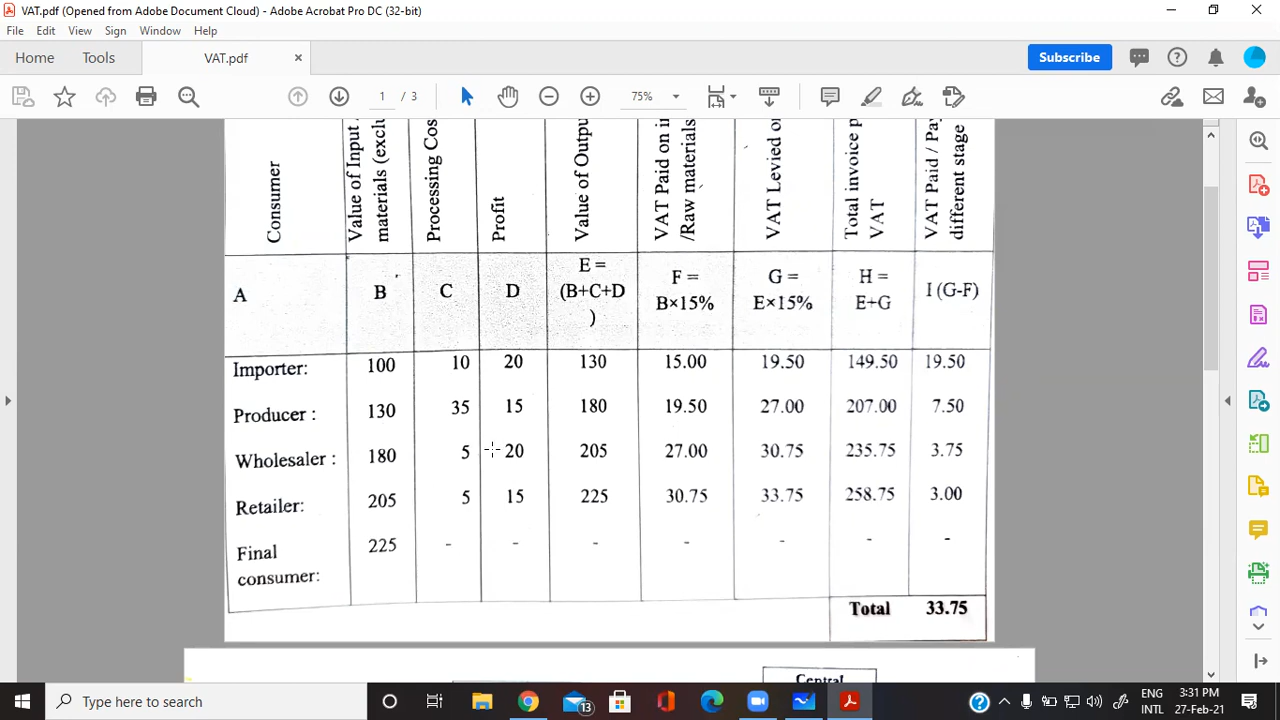 VAT.pdf (Opened from Adobe Document Cloud) - Adobe Acrobat Pro DC (32-bit)
File Edit View Sign Window Help
Home Tools VAT.pdf × Subscribe
1 / 3 75%
Consumer
Value of Input
materials (exclu
Processing Cos
Profit
Value of Outpu
VAT Paid on i
/Raw materials
VAT Levied o
Total invoice p
VAT
VAT Paid / Pay
different stage
A B C D E = (B+C+D ) F = B×15% G = E×15% H = E+G I (G-F)
Importer: 100 10 20 130 15.00 19.50 149.50 19.50
Producer : 130 35 15 180 19.50 27.00 207.00 7.50
Wholesaler : 180 5 20 205 27.00 30.75 235.75 3.75
Retailer: 205 5 15 225 30.75 33.75 258.75 3.00
Final 225 - - - - - - -
consumer:
Total 33.75
Central
Type here to search
13
ENG
INTL
3:31 PM
27-Feb-21